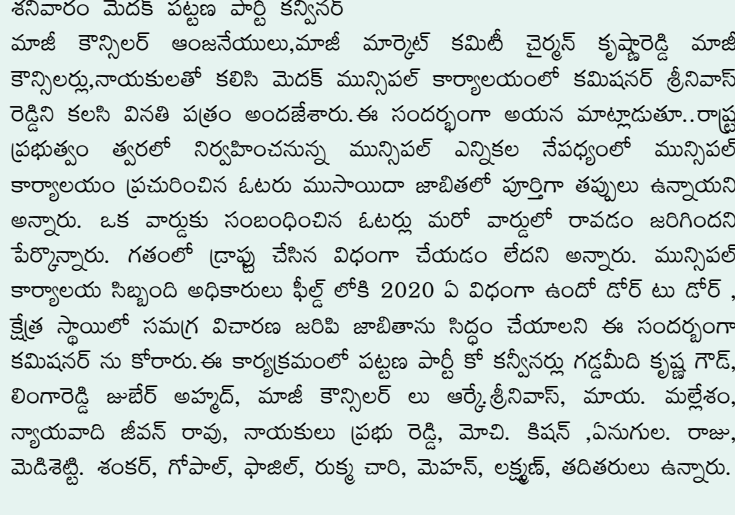 శనివారం మెదక్ పట్టణ పార్టీ కన్వీనర్
మాజీ కౌన్సిలర్ ఆంజనేయులు,మాజీ మార్కెట్ కమిటీ చైర్మన్ కృష్ణారెడ్డి మాజీ
కౌన్సిలర్లు,నాయకులతో కలిసి మెదక్ మున్సిపల్ కార్యాలయంలో కమిషనర్ శ్రీనివాస్
రెడ్డిని కలసి వినతి పత్రం అందజేశారు.ఈ సందర్భంగా అయన మాట్లాడుతూ..రాష్ట్ర
ప్రభుత్వం త్వరలో నిర్వహించనున్న మున్సిపల్ ఎన్నికల నేపధ్యంలో మున్సిపల్
కార్యాలయం ప్రచురించిన ఓటరు ముసాయిదా జాబితలో పూర్తిగా తప్పులు ఉన్నాయని
అన్నారు. ఒక వార్డుకు సంబంధించిన ఓటర్లు మరో వార్డులో రావడం జరిగిందని
పేర్కొన్నారు. గతంలో డ్రాఫ్టు చేసిన విధంగా చేయడం లేదని అన్నారు. మున్సిపల్
కార్యాలయ సిబ్బంది అధికారులు ఫీల్డ్ లోకి 2020 ఏ విధంగా ఉందో డోర్ టు డోర్ ,
క్షేత్ర స్థాయిలో సమగ్ర విచారణ జరిపి జాబితాను సిద్ధం చేయాలని ఈ సందర్బంగా
కమిషనర్ ను కోరారు.ఈ కార్యక్రమంలో పట్టణ పార్టీ కో కన్వీనర్లు గడ్డమీది కృష్ణ గౌడ్,
లింగారెడ్డి జుబేర్ అహ్మద్, మాజీ కౌన్సిలర్ లు ఆర్కే.శ్రీనివాస్, మాయ. మల్లేశం,
న్యాయవాది జీవన్ రావు, నాయకులు ప్రభు రెడ్డి, మోచి. కిషన్ ,ఏనుగుల. రాజు,
మెడిశెట్టి. శంకర్, గోపాల్, ఫాజిల్, రుక్మ చారి, మెహన్, లక్ష్మణ్, తదితరులు ఉన్నారు.